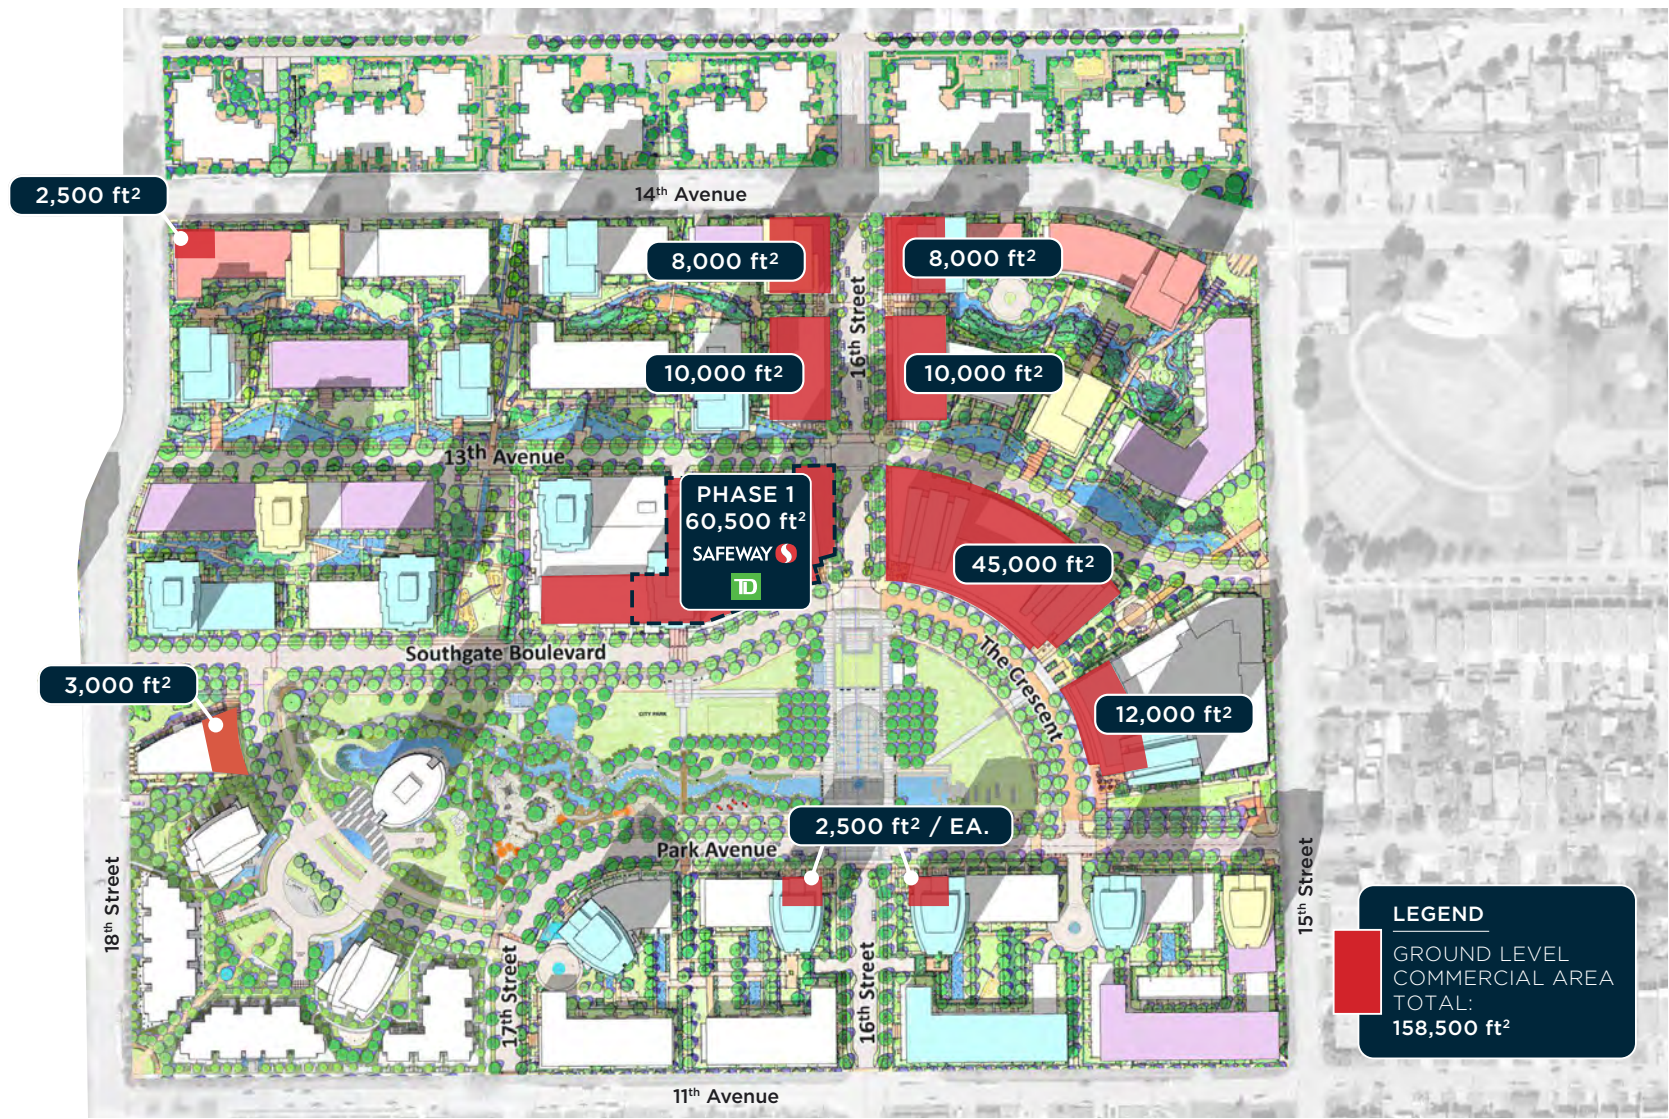 14th Avenue
2,500 ft²
8,000 ft²
8,000 ft²
16th Street
10,000 ft²
10,000 ft²
13th Avenue
PHASE 1
60,500 ft²
SAFEWAY
TD
45,000 ft²
Southgate Boulevard
The Crescent
3,000 ft²
CITY PARK
12,000 ft²
2,500 ft² / EA.
Park Avenue
18th Street
17th Street
16th Street
15th Street
11th Avenue
LEGEND
GROUND LEVEL
COMMERCIAL AREA
TOTAL:
158,500 ft²